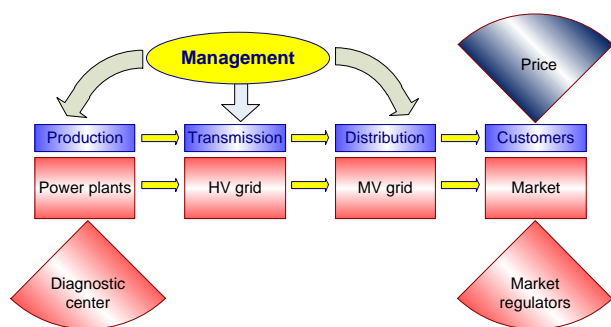 Management
Price
Production
Transmission
Distribution
Customers
Power plants
HV grid
MV grid
Market
Diagnostic
center
Market
regulators